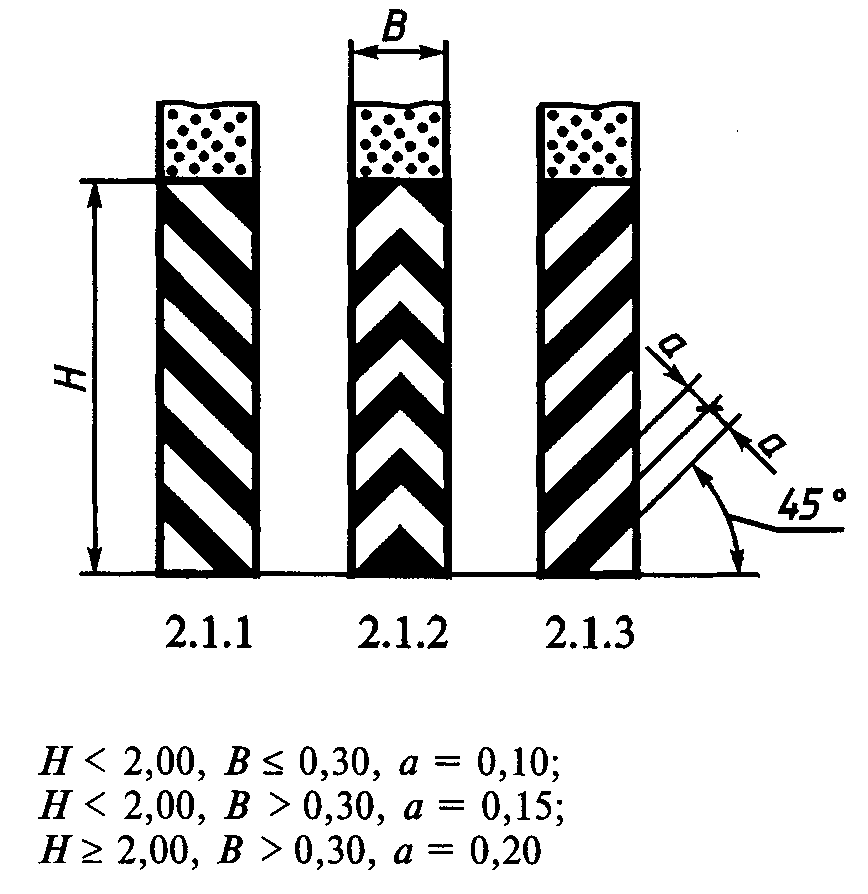 B
H
a
a
45°
2.1.1 2.1.2 2.1.3
H < 2,00, B ≤ 0,30, a = 0,10;
H < 2,00, B > 0,30, a = 0,15;
H ≥ 2,00, B > 0,30, a = 0,20